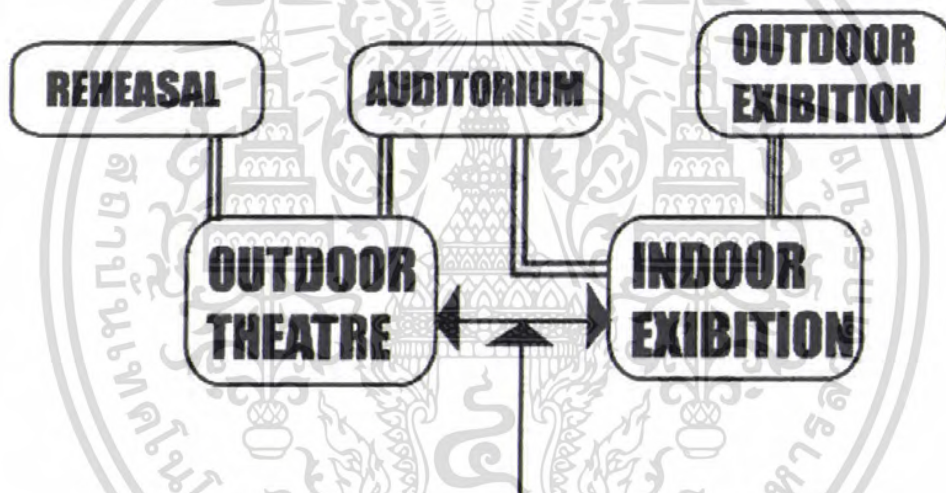 REHEASAL
AUDITORIUM
OUTDOOR
EXIBITION
OUTDOOR
THEATRE
INDOOR
EXIBITION